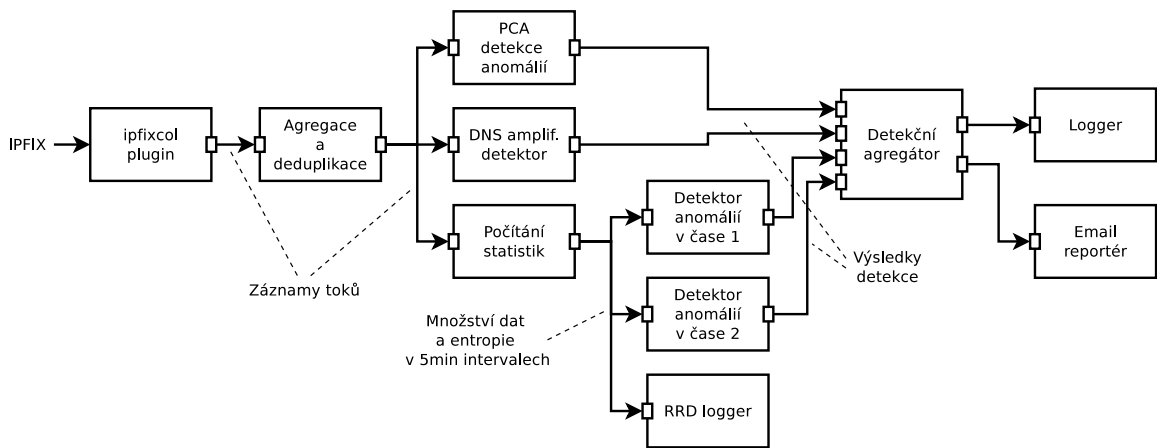 PCA
detekce
anomálií
IPFIX
ipfixcol
plugin
Agregace
a
deduplikace
DNS amplif.
detektor
Detekční
agregátor
Logger
Počítání
statistik
Detektor
anomálií
v čase 1
Email
reportér
Výsledky
detekce
Záznamy toků
Množství dat
a entropie
v 5min intervalech
Detektor
anomálií
v čase 2
RRD logger